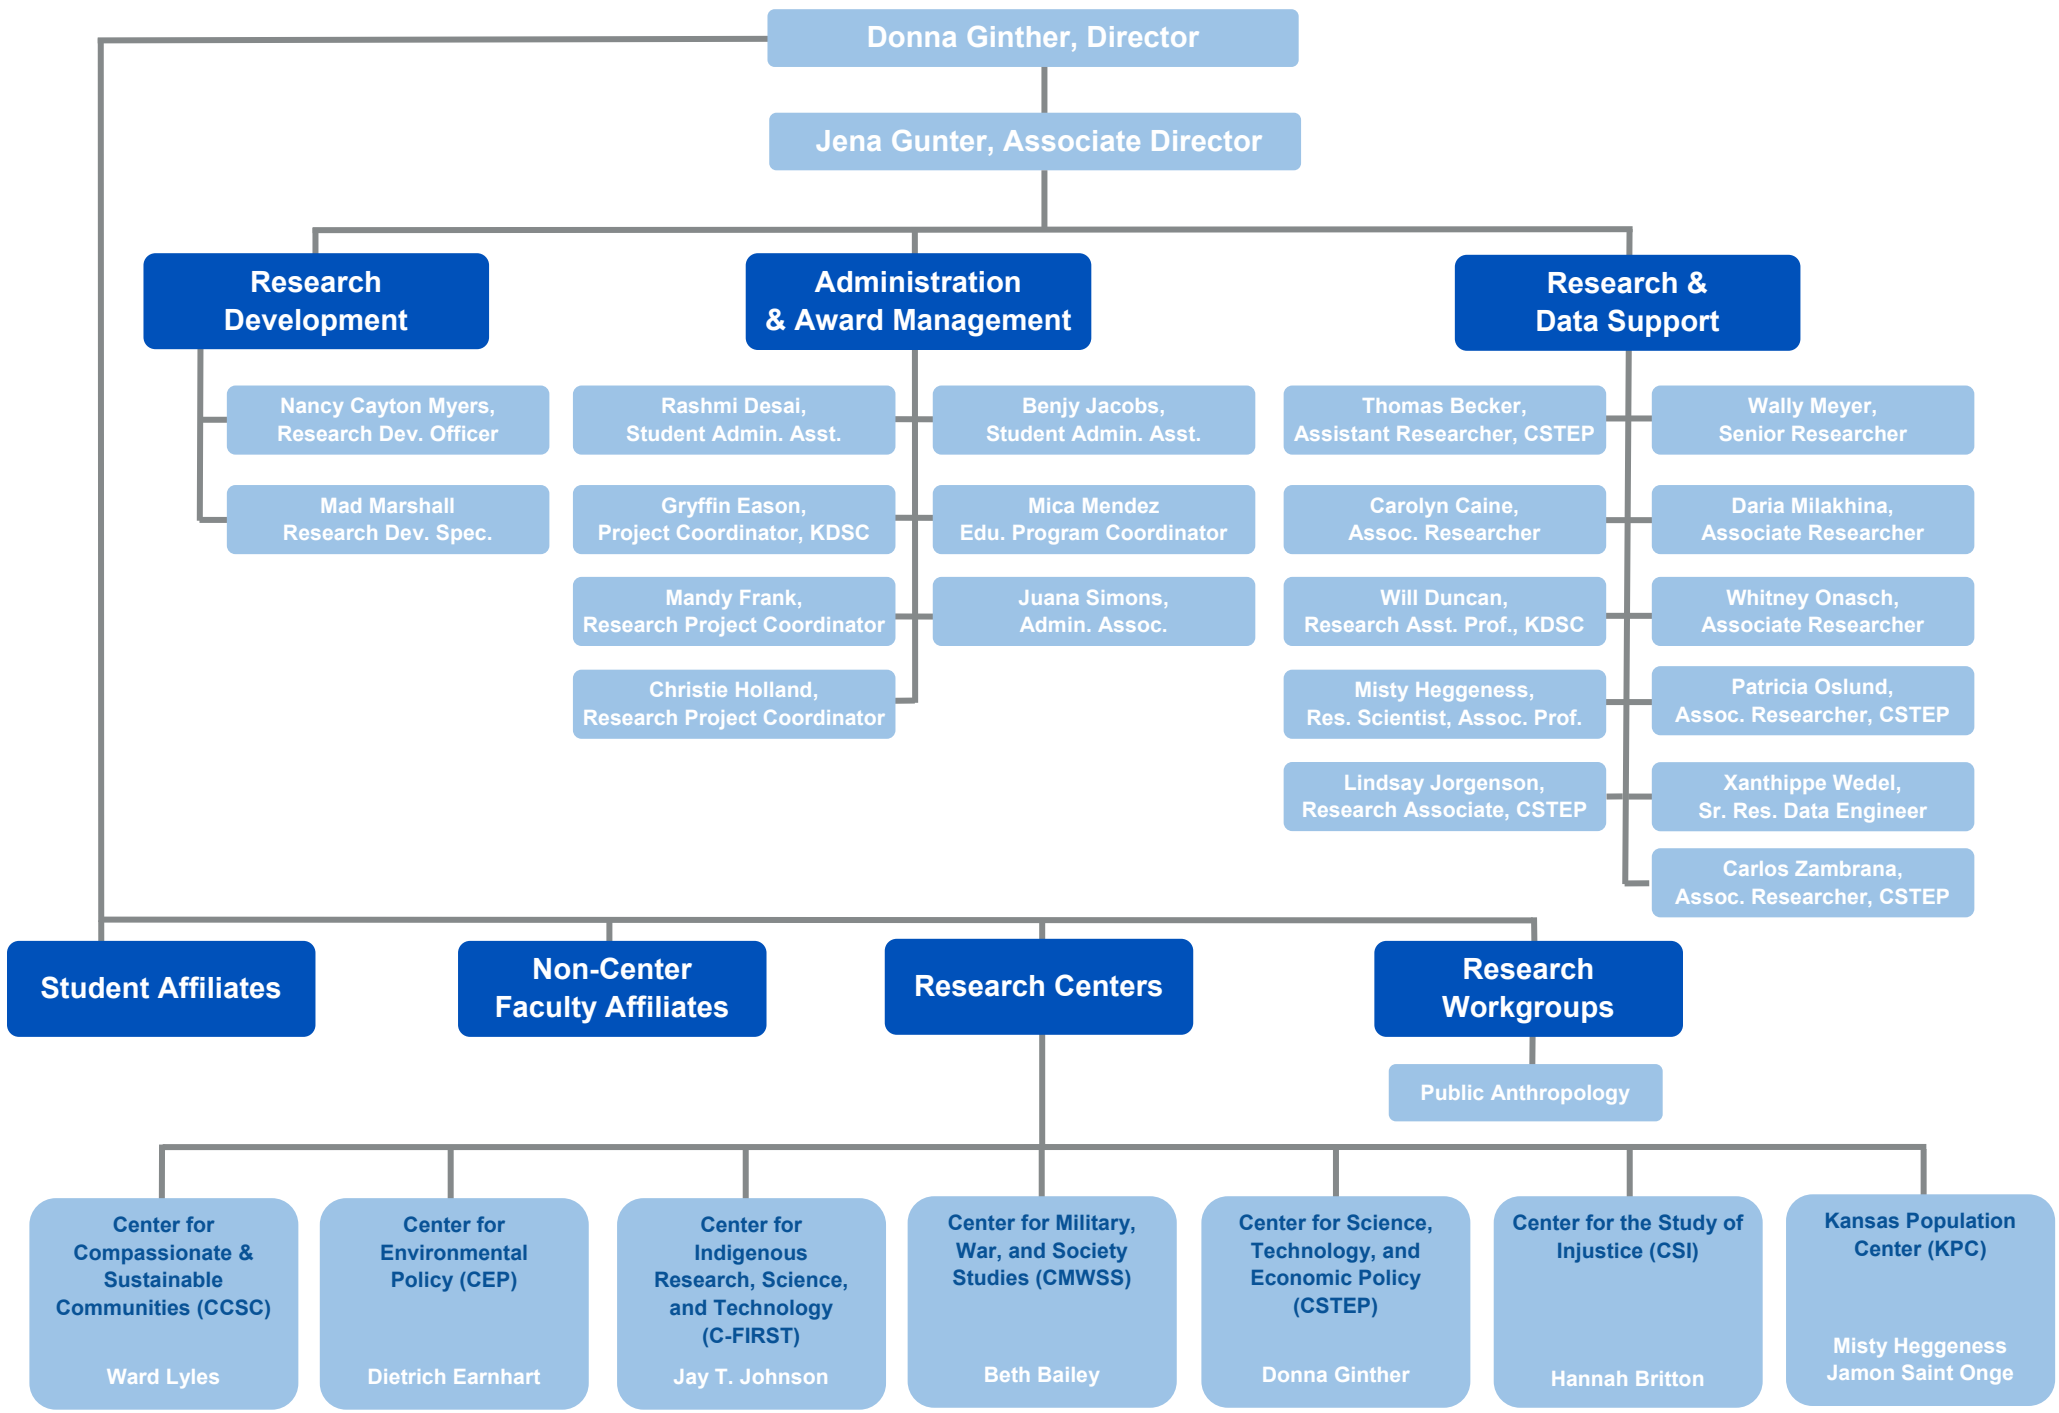 Donna Ginther, Director
Jena Gunter, Associate Director
Research
Development
Administration
& Award Management
Research &
Data Support
Nancy Cayton Myers,
Research Dev. Officer
Mad Marshall
Research Dev. Spec.
Rashmi Desai,
Student Admin. Asst.
Benjy Jacobs,
Student Admin. Asst.
Gryffin Eason,
Project Coordinator, KDSC
Mica Mendez
Edu. Program Coordinator
Mandy Frank,
Research Project Coordinator
Juana Simons,
Admin. Assoc.
Christie Holland,
Research Project Coordinator
Thomas Becker,
Assistant Researcher, CSTEP
Wally Meyer,
Senior Researcher
Carolyn Caine,
Assoc. Researcher
Daria Milakhina,
Associate Researcher
Will Duncan,
Research Asst. Prof., KDSC
Whitney Onasch,
Associate Researcher
Misty Heggeness,
Res. Scientist, Assoc. Prof.
Patricia Oslund,
Assoc. Researcher, CSTEP
Lindsay Jorgenson,
Research Associate, CSTEP
Xanthippe Wedel,
Sr. Res. Data Engineer
Carlos Zambrana,
Assoc. Researcher, CSTEP
Student Affiliates
Non-Center
Faculty Affiliates
Research Centers
Research
Workgroups
Public Anthropology
Center for
Compassionate &
Sustainable
Communities (CCSC)
Ward Lyles
Center for
Environmental
Policy (CEP)
Dietrich Earnhart
Center for
Indigenous
Research, Science,
and Technology
(C-FIRST)
Jay T. Johnson
Center for Military,
War, and Society
Studies (CMWSS)
Beth Bailey
Center for Science,
Technology, and
Economic Policy
(CSTEP)
Donna Ginther
Center for the Study of
Injustice (CSI)
Hannah Britton
Kansas Population
Center (KPC)
Misty Heggeness
Jamon Saint Onge